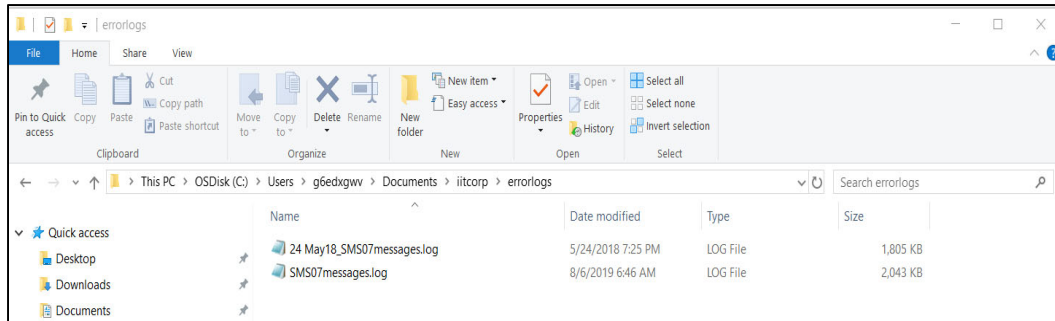 errorlogs
File Home Share View
Pin to Quick access
Copy
Paste
Cut
Copy path
Paste shortcut
Clipboard
Move to
Copy to
Delete
Rename
Organize
New folder
New item
Easy access
New
Properties
Open
Edit
History
Open
Select all
Select none
Invert selection
Select
This PC > OSDisk (C:) > Users > g6edxgwv > Documents > iitcorp > errorlogs
Search errorlogs
Quick access
Desktop
Downloads
Documents
Name Date modified Type Size
24 May18_SMS07messages.log 5/24/2018 7:25 PM LOG File 1,805 KB
SMS07messages.log 8/6/2019 6:46 AM LOG File 2,043 KB